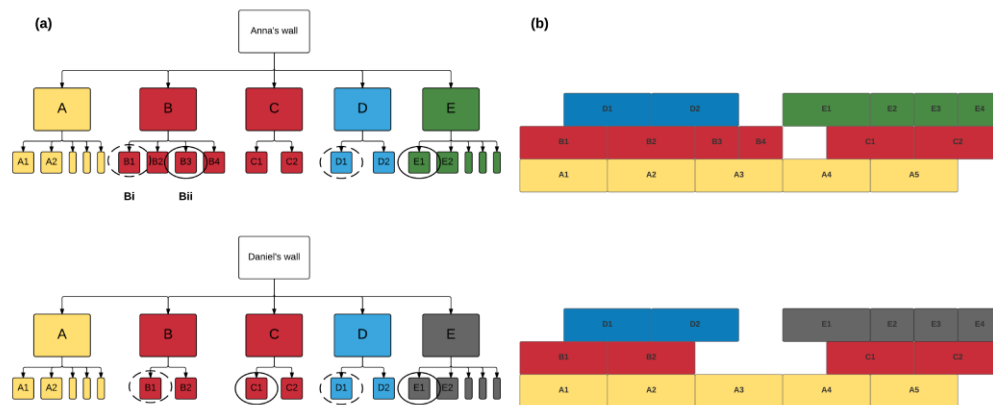 (a)
Anna's wall
A B C D E
A1 A2 B1 B2 B3 B4 C1 C2 D1 D2 E1 E2
Bi Bii
Daniel's wall
A B C D E
A1 A2 B1 B2 C1 C2 D1 D2 E1 E2
(b)
D1 D2 E1 E2 E3 E4
B1 B2 B3 B4 C1 C2
A1 A2 A3 A4 A5
D1 D2 E1 E2 E3 E4
B1 B2 C1 C2
A1 A2 A3 A4 A5